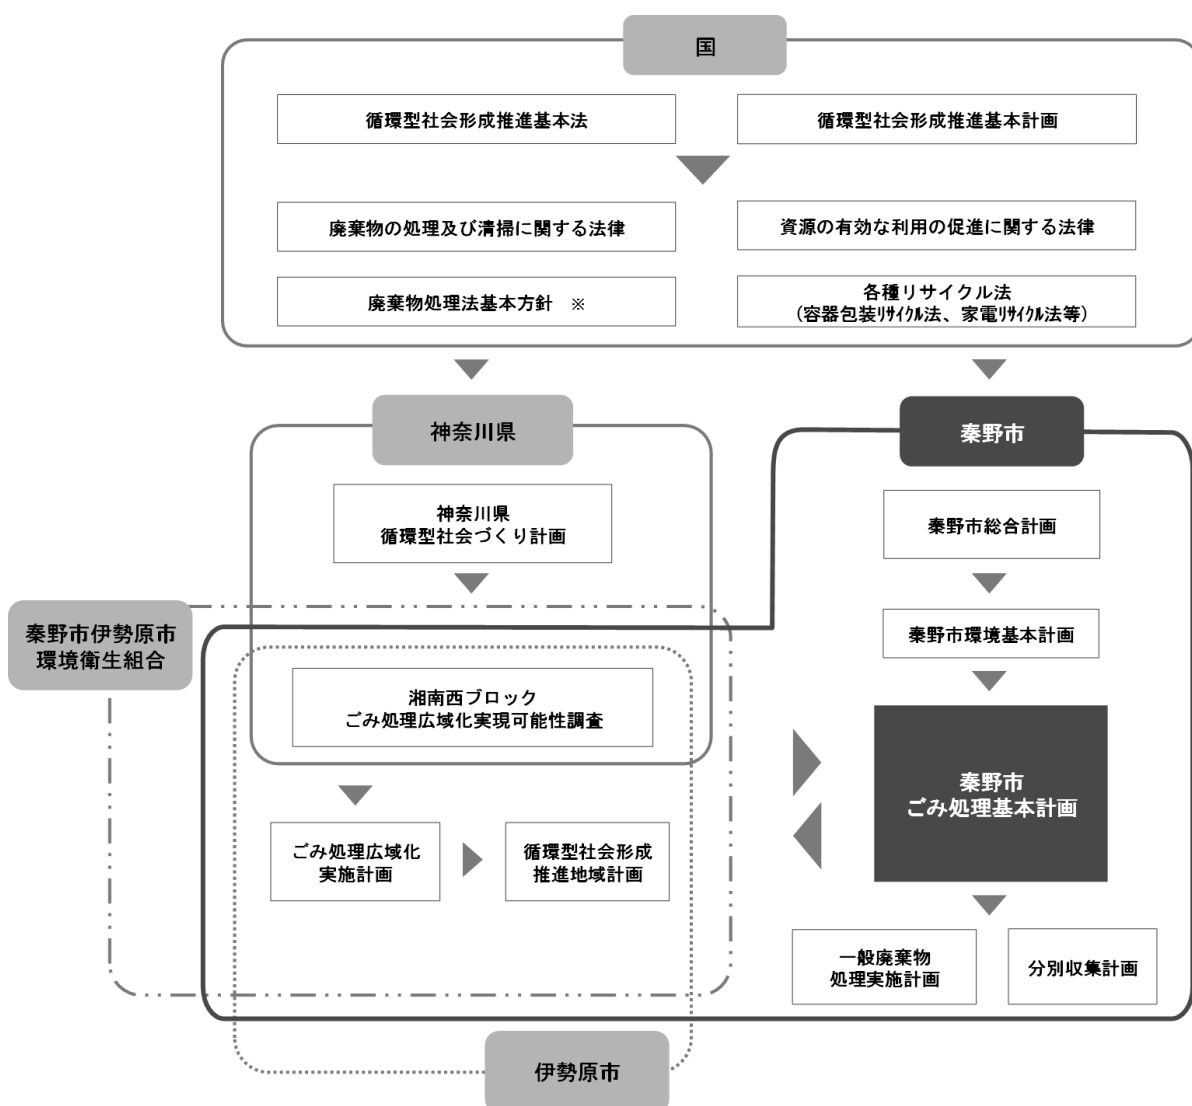 国
循環型社会形成推進基本法
循環型社会形成推進基本計画
廃棄物の処理及び清掃に関する法律
資源の有効な利用の促進に関する法律
廃棄物処理法基本方針　※
各種リサイクル法
(容器包装ﾘｻｲｸﾙ法、家電ﾘｻｲｸﾙ法等)
神奈川県
神奈川県
循環型社会づくり計画
秦野市
秦野市総合計画
秦野市環境基本計画
秦野市伊勢原市
環境衛生組合
湘南西ブロック
ごみ処理広域化実現可能性調査
ごみ処理広域化
実施計画
循環型社会形成
推進地域計画
秦野市
ごみ処理基本計画
一般廃棄物
処理実施計画
分別収集計画
伊勢原市